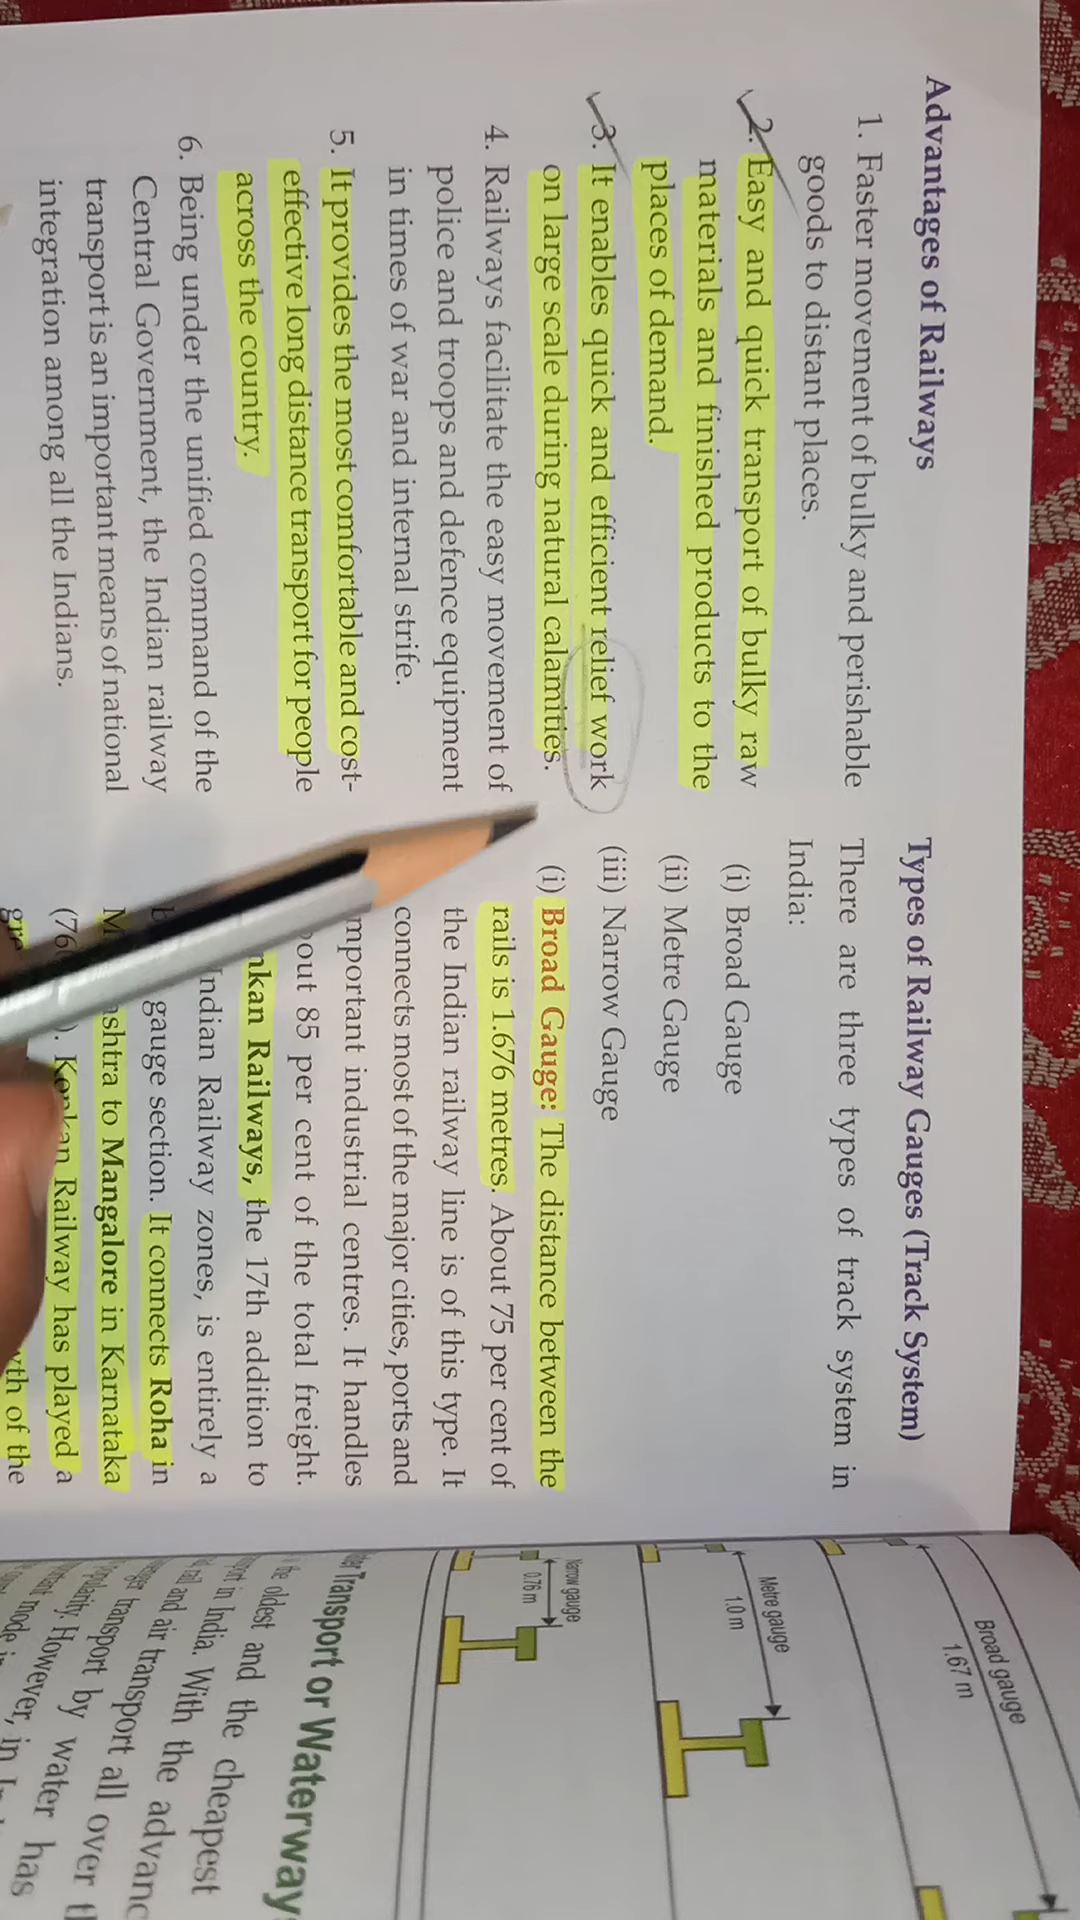 Advantages of Railways
1. Faster movement of bulky and perishable
goods to distant places.
2. Easy and quick transport of bulky raw
materials and finished products to the
places of demand.
3. It enables quick and efficient relief work
on large scale during natural calamities.
4. Railways facilitate the easy movement of
police and troops and defence equipment
in times of war and internal strife.
5. It provides the most comfortable and cost-
effective long distance transport for people
across the country.
6. Being under the unified command of the
Central Government, the Indian railway
transport is an important means of national
integration among all the Indians.
Types of Railway Gauges (Track System)
There are three types of track system in
India:
(i) Broad Gauge
(ii) Metre Gauge
(iii) Narrow Gauge
(i) Broad Gauge: The distance between the
rails is 1.676 metres. About 75 per cent of
the Indian railway line is of this type. It
connects most of the major cities, ports and
important industrial centres. It handles
85 per cent of the total freight.
Railways, the 17th addition to
Indian Railway zones, is entirely a
gauge section. It connects Roha in
to Mangalore in Karnataka
Konkan Railway has played a
of the
Broad gauge
1.67 m
Metre gauge
1.0 m
Narrow gauge
0.76 m
Transport or Waterways
the oldest and the cheapest
in India. With the
and air transport
transport all over
However, in
mode
transport by water has